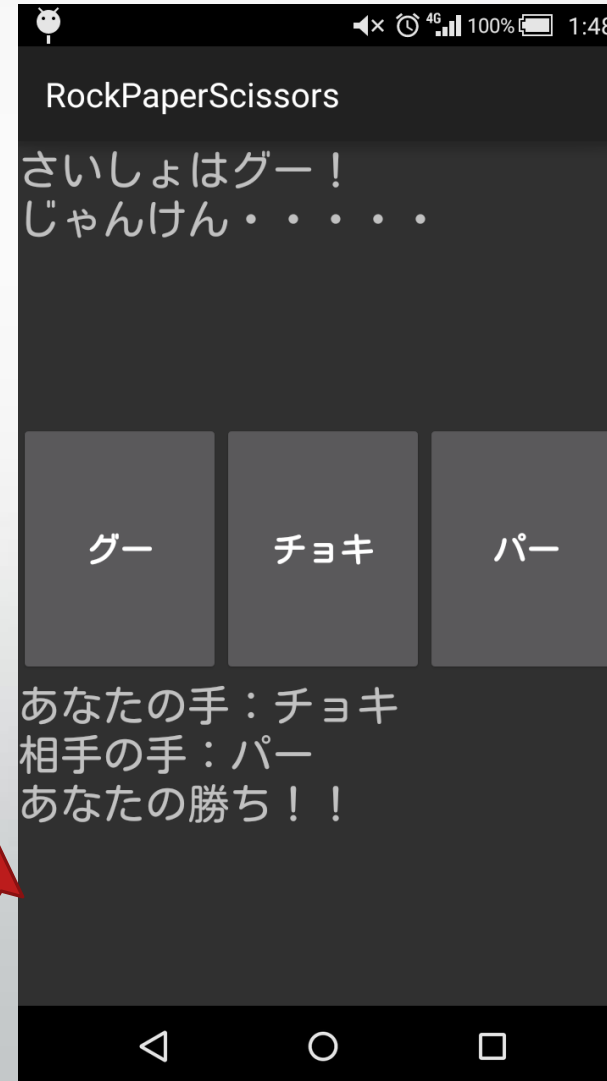 4G 100% 1:48
RockPaperScissors
さいしょはグー！
じゃんけん・・・・・
グー チョキ パー
あなたの手：チョキ
相手の手：パー
あなたの勝ち！！